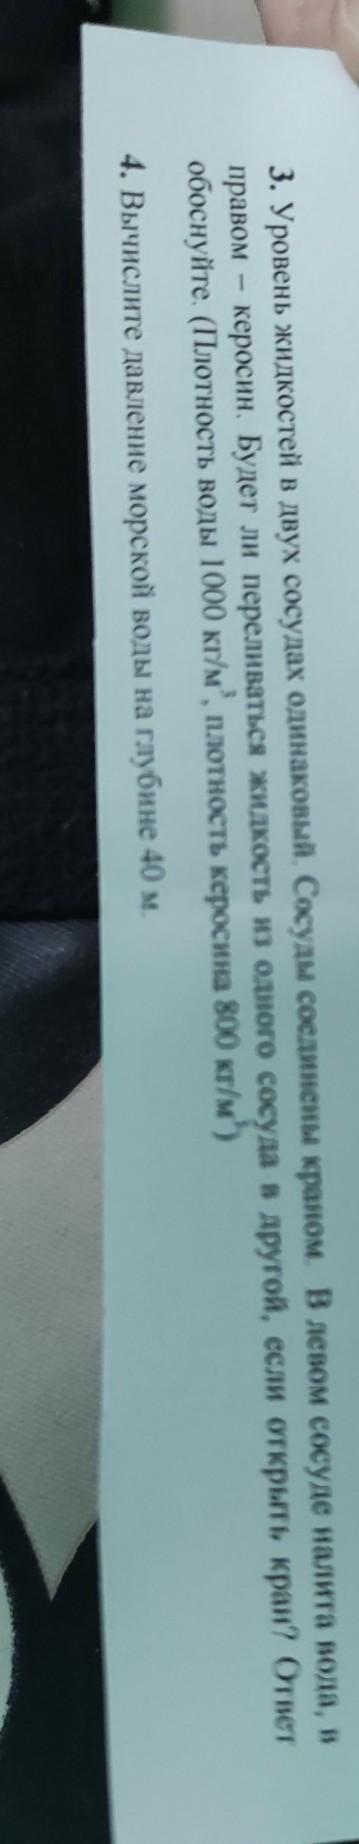 3. Уровень жидкостей в двух сосудах одинаковый. Сосуды соединены краном. В левом сосуде налита вода, в
правом – керосин. Будет ли переливаться жидкость из одного сосуда в другой, если открыть кран? Ответ
обоснуйте. (Плотность воды 1000 кг/м³, плотность керосина 800 кг/м³)
4. Вычислите давление морской воды на глубине 40 м.